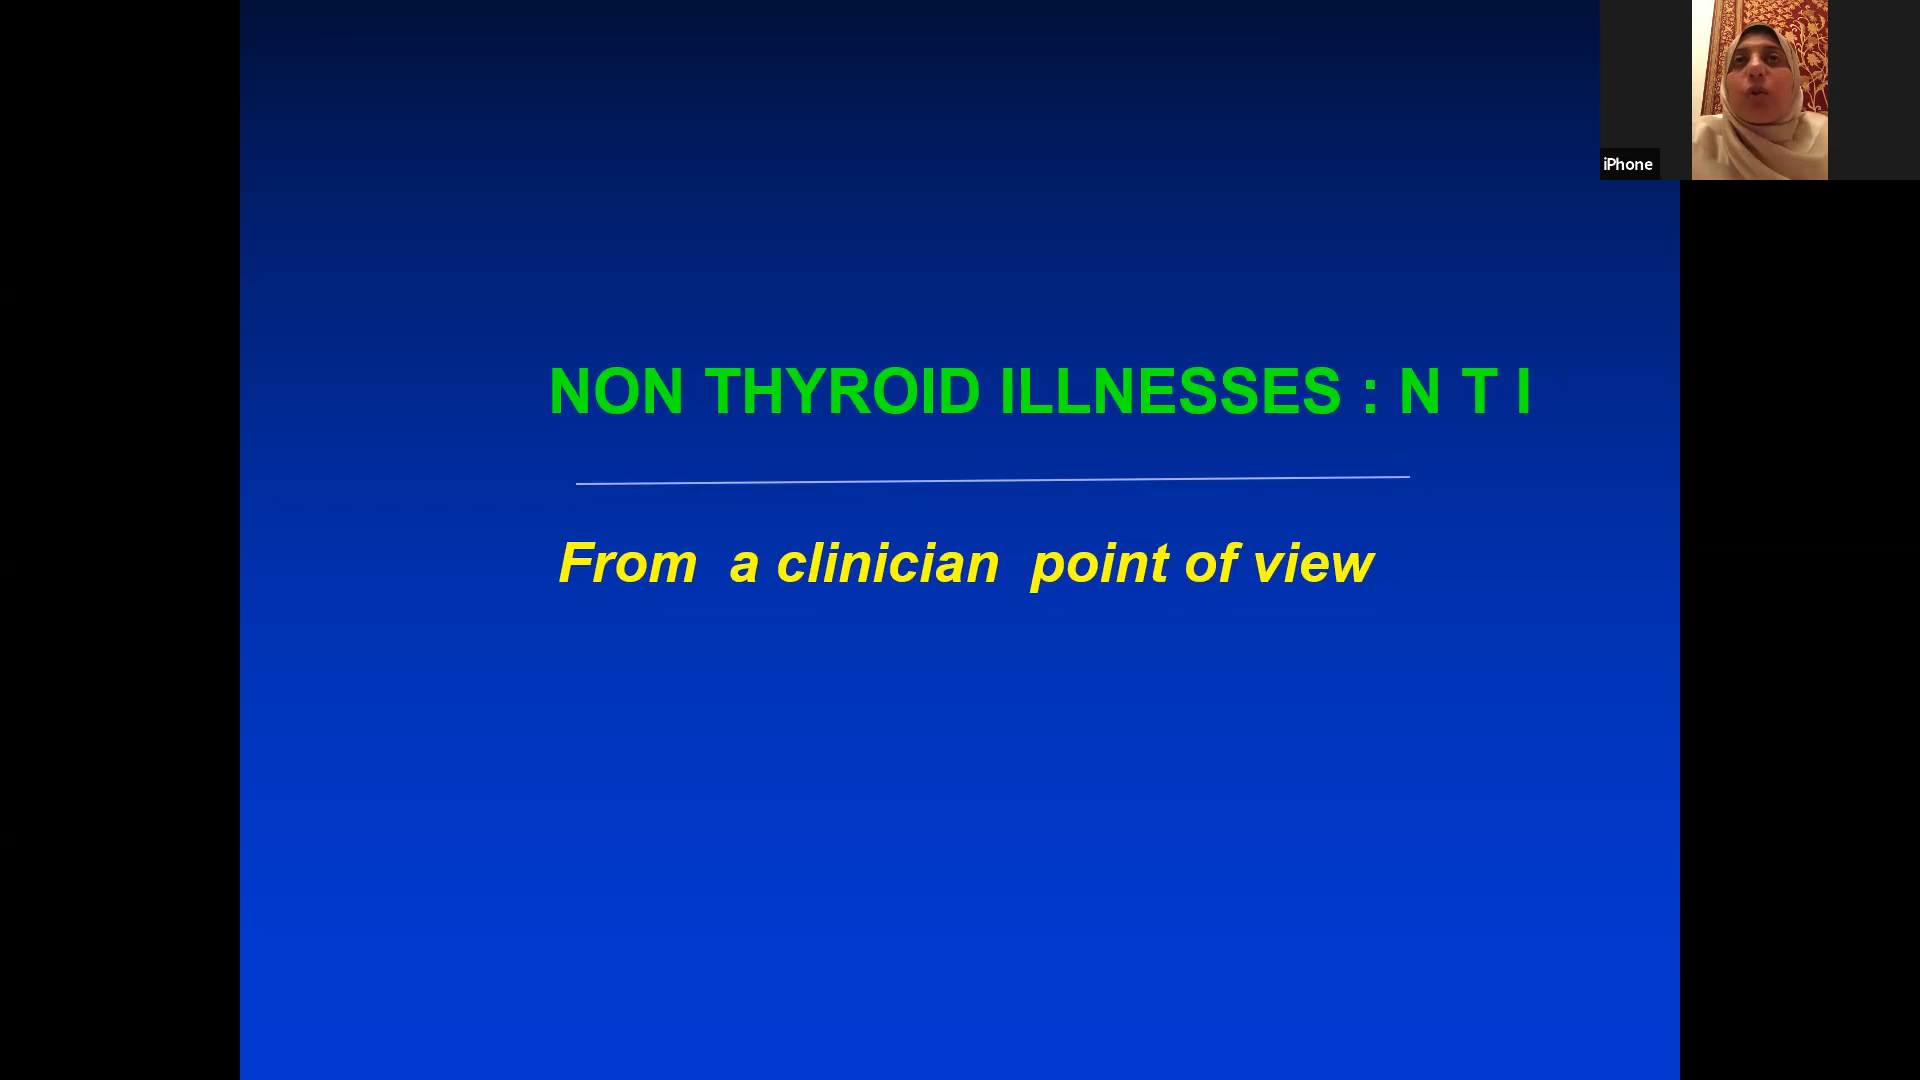 iPhone
NON THYROID ILLNESSES : N T I
From a clinician point of view